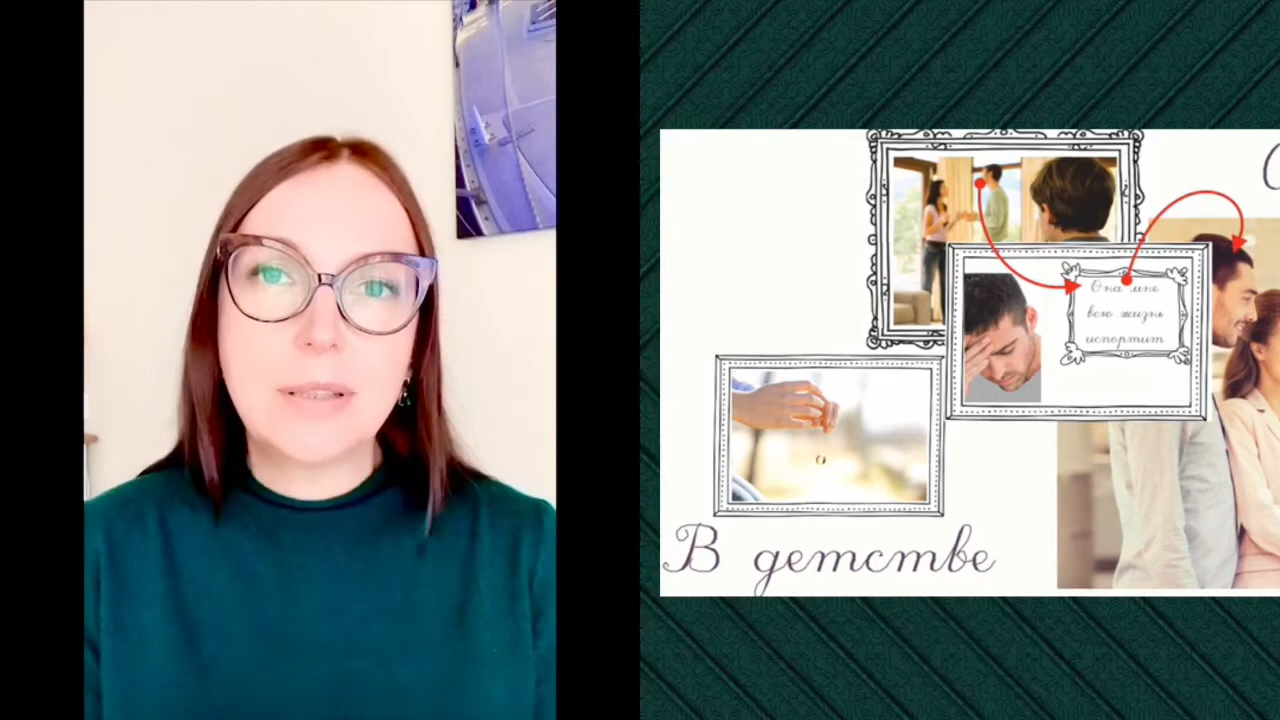 Она мне
всю жизнь
испортит
В детстве